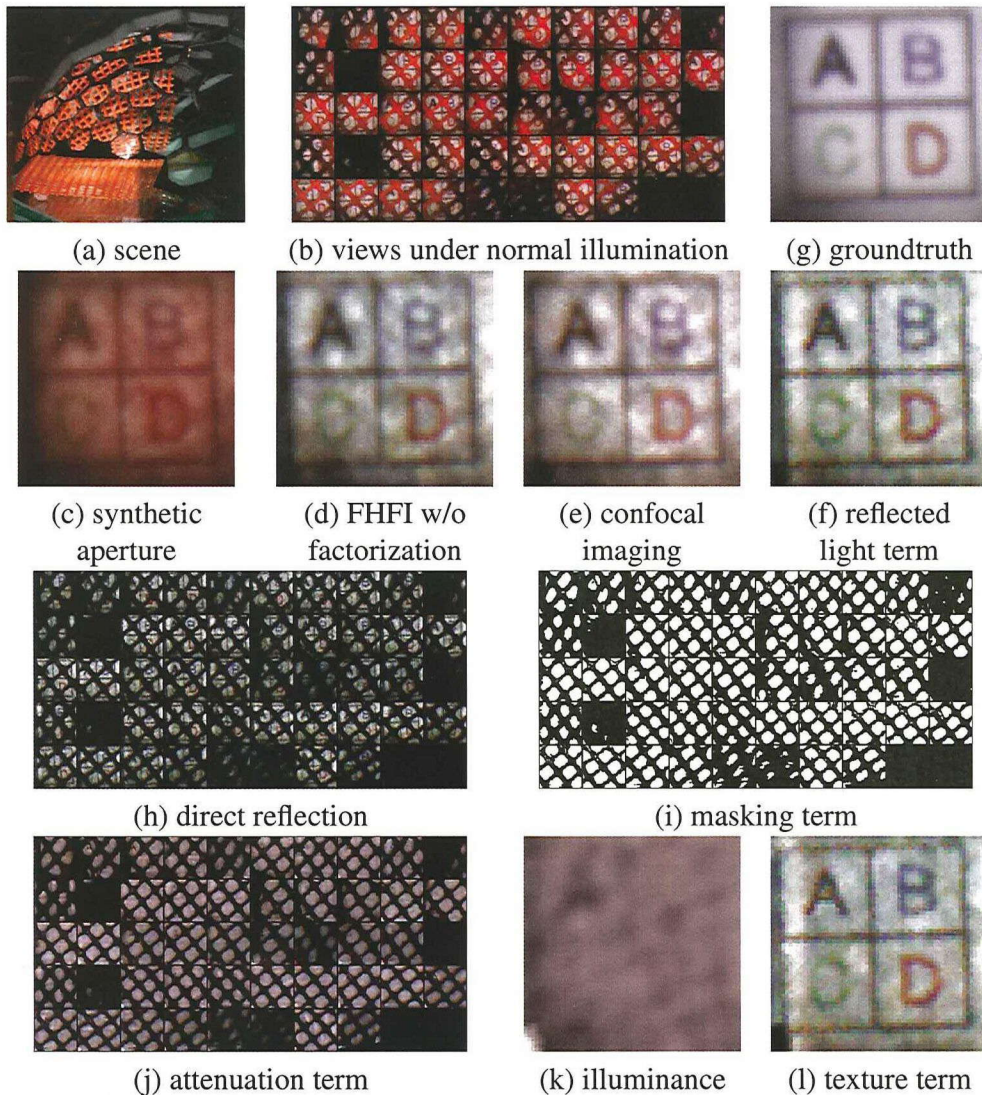 A B
C D
(a) scene
(b) views under normal illumination
(g) groundtruth
A B
C D
A B
C D
A B
C D
A B
C D
(c) synthetic
aperture
(d) FHFI w/o
factorization
(e) confocal
imaging
(f) reflected
light term
(h) direct reflection
(i) masking term
A B
C D
(j) attenuation term
(k) illuminance
(l) texture term